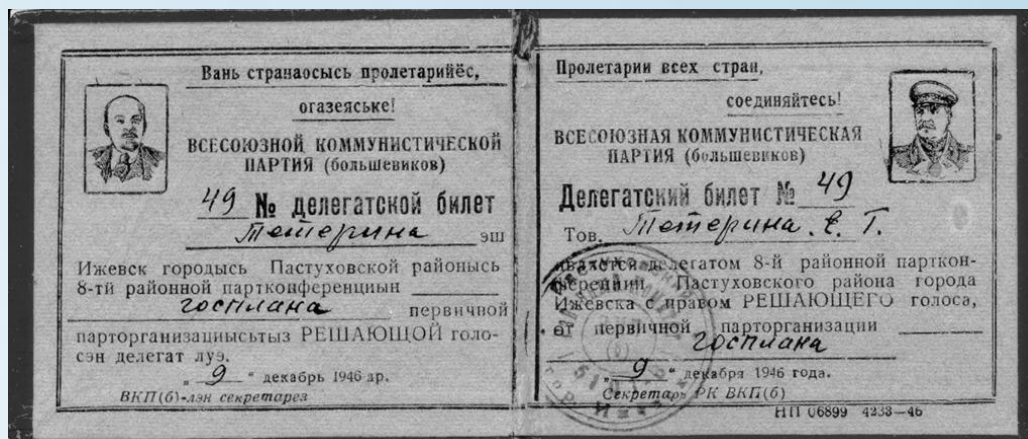 Вань странаосысь пролетарийёс,
огазеяське!
ВСЕСОЮЗНОЙ КОММУНИСТИЧЕСКОЙ
ПАРТИЯ (большевиков)
49 № делегатской билет
Тетерина эш
Ижевск городысь Пастуховской районысь
8-тӥ районной партконференциын
госплана первичной
парторганизациысьтыз РЕШАЮЩОЙ голо-
сэн делегат луэ.
„ 9 “ декабрь 1946 ар.
ВКП(б)-лэн секретарез
Пролетарии всех стран,
соединяйтесь!
ВСЕСОЮЗНАЯ КОММУНИСТИЧЕСКАЯ
ПАРТИЯ (большевиков)
Делегатский билет № 49
Тов. Тетерина. Е. Г.
является делегатом 8-й районной партконференции
Пастуховского района города
Ижевска с правом РЕШАЮЩЕГО голоса,
от первичной парторганизации
госплана
„ 9 “ декабря 1946 года.
Секретарь РК ВКП(б)
НП 06899 4233—46